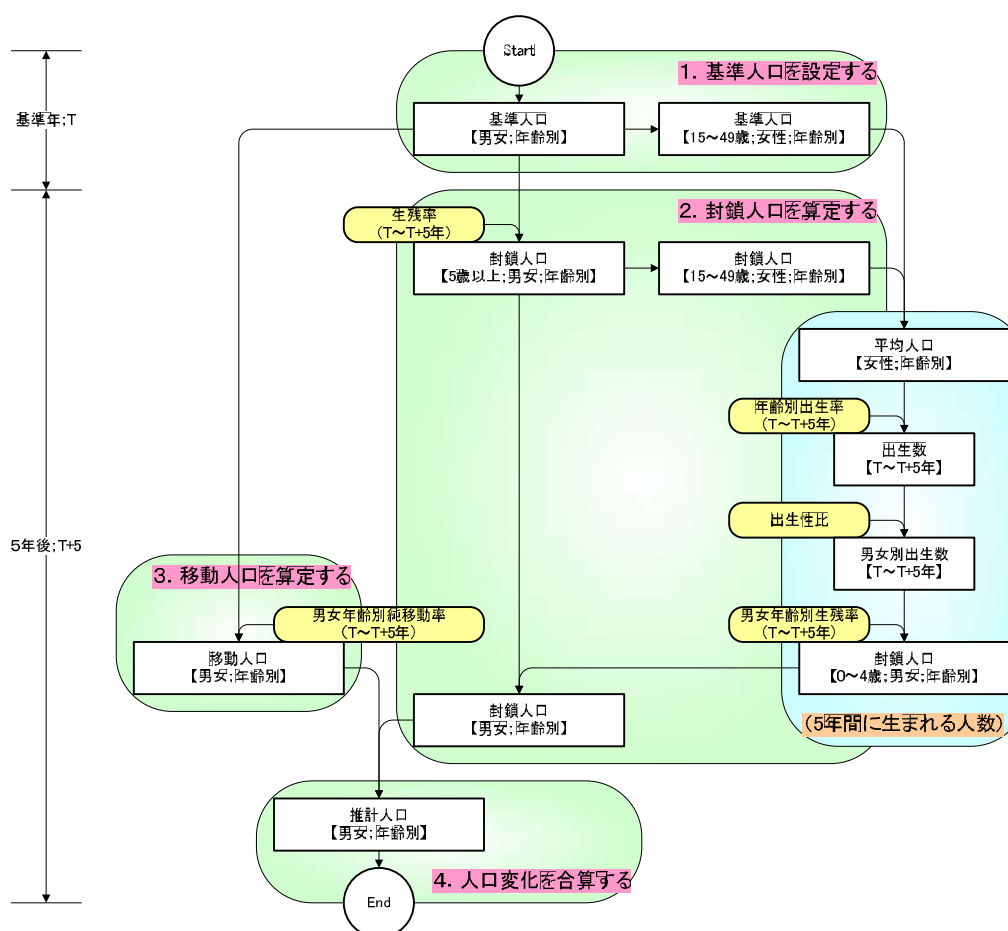 Start
1. 基準人口を設定する
基準年;T
基準人口
【男女;年齢別】
基準人口
【15～49歳;女性;年齢別】
生残率
(T～T+5年)
2. 封鎖人口を算定する
封鎖人口
【5歳以上;男女;年齢別】
封鎖人口
【15～49歳;女性;年齢別】
平均人口
【女性;年齢別】
年齢別出生率
(T～T+5年)
出生数
【T～T+5年】
出生性比
5年後;T+5
男女別出生数
【T～T+5年】
3. 移動人口を算定する
男女年齢別純移動率
(T～T+5年)
男女年齢別生残率
(T～T+5年)
移動人口
【男女;年齢別】
封鎖人口
【0～4歳;男女;年齢別】
封鎖人口
【男女;年齢別】
(5年間に生まれる人数)
推計人口
【男女;年齢別】
4. 人口変化を合算する
End